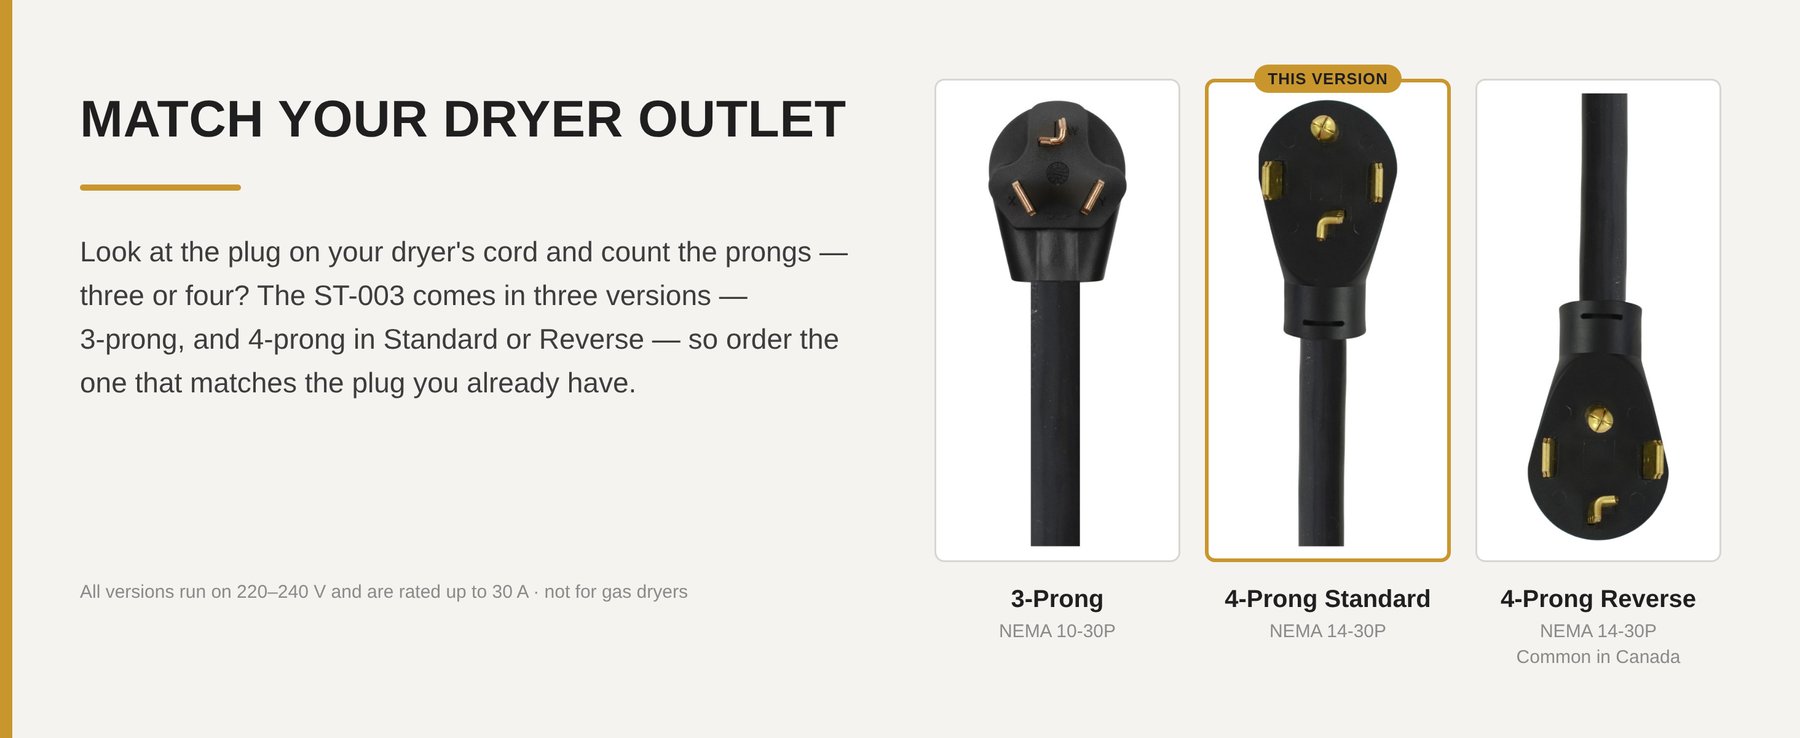 MATCH YOUR DRYER OUTLET
Look at the plug on your dryer's cord and count the prongs —
three or four? The ST-003 comes in three versions —
3-prong, and 4-prong in Standard or Reverse — so order the
one that matches the plug you already have.
All versions run on 220–240 V and are rated up to 30 A · not for gas dryers
THIS VERSION
3-Prong
NEMA 10-30P
4-Prong Standard
NEMA 14-30P
4-Prong Reverse
NEMA 14-30P
Common in Canada